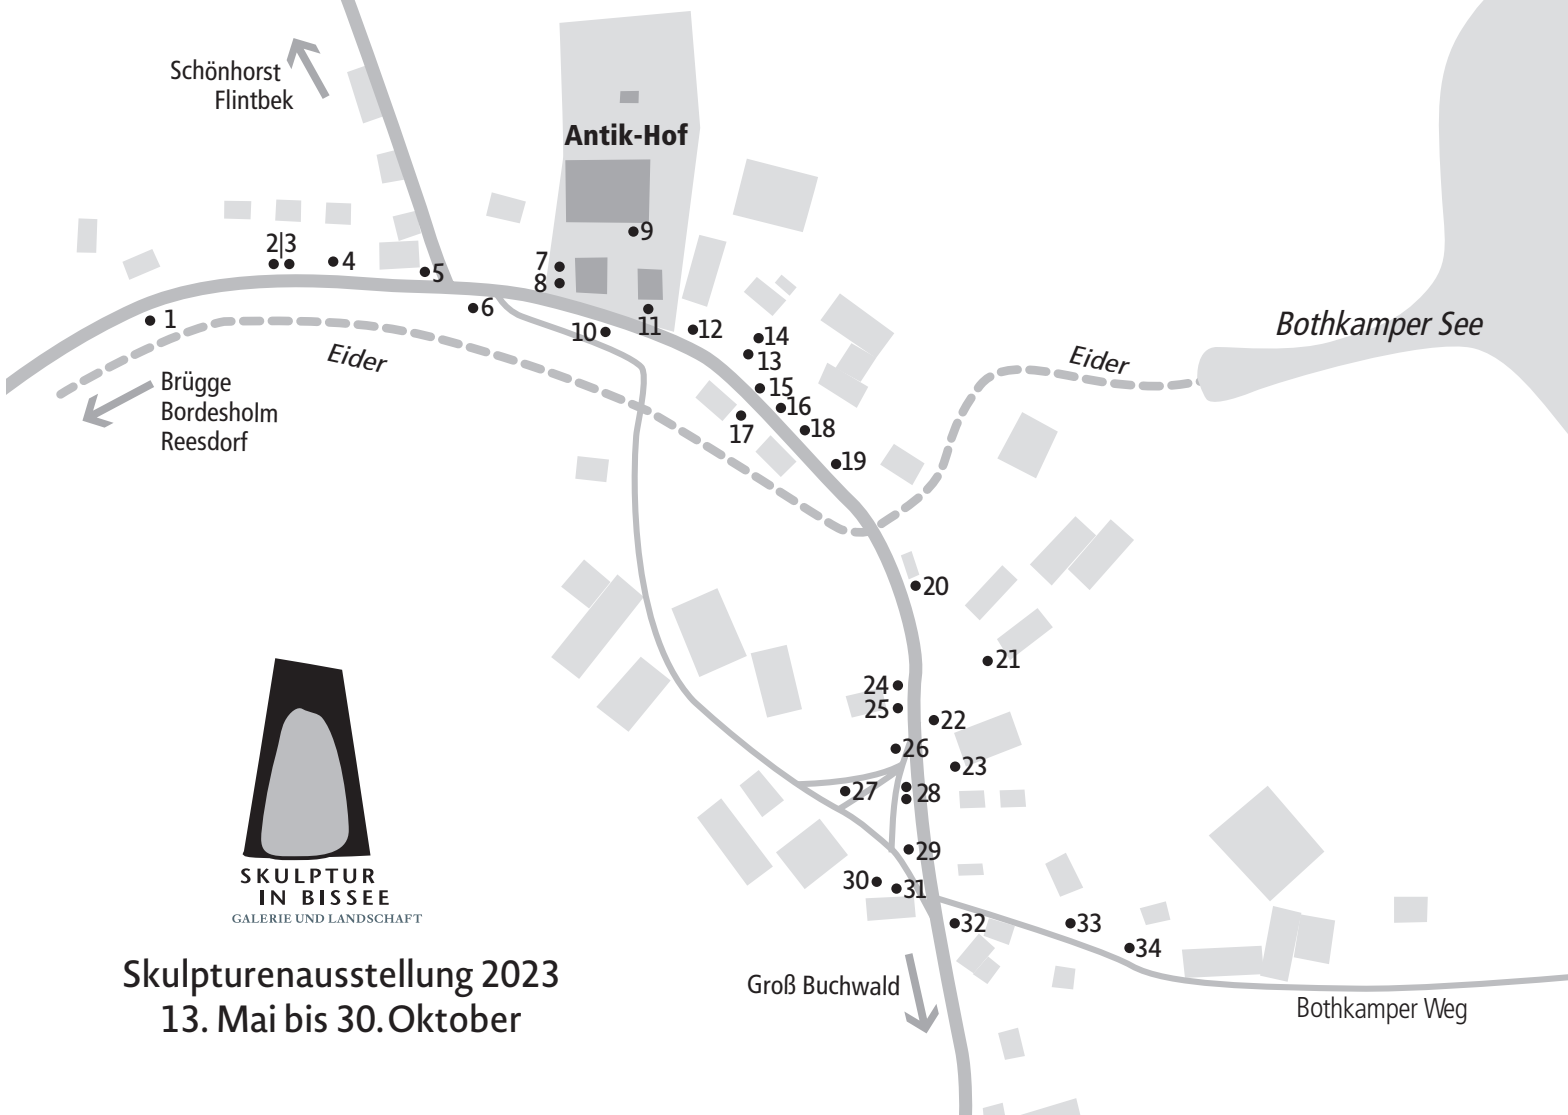 Schönhorst
Flintbek
Antik-Hof
2|3
4
5
7
8
9
1
6
10
11
12
14
13
15
16
17
18
19
Eider
Eider
Bothkamper See
Brügge
Bordesholm
Reesdorf
20
21
24
25
22
26
23
27
28
29
30
31
32
33
34
SKULPTUR
IN BISSEE
GALERIE UND LANDSCHAFT
Skulpturenausstellung 2023
13. Mai bis 30. Oktober
Groß Buchwald
Bothkamper Weg